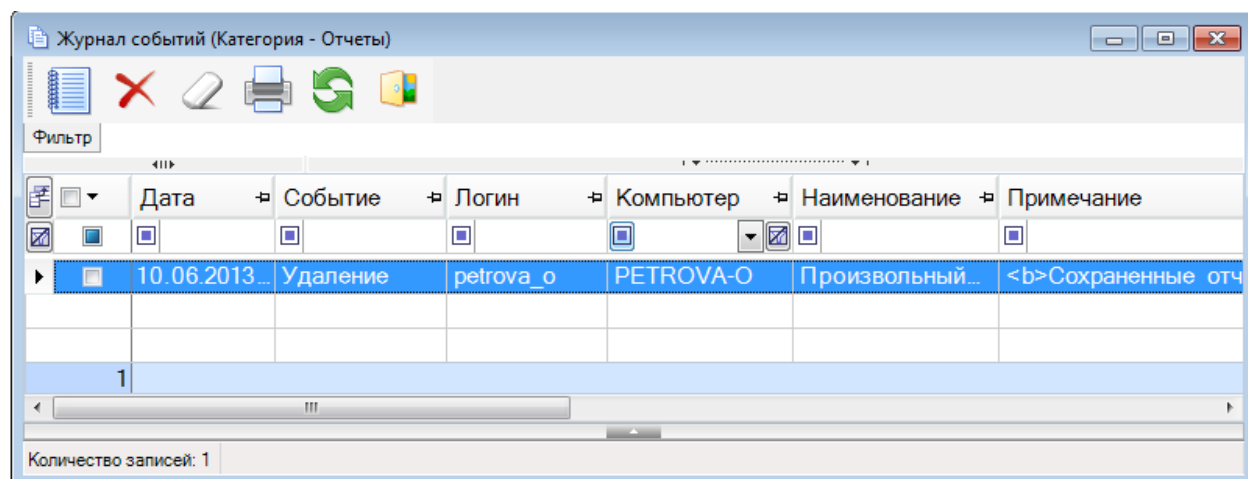 Журнал событий (Категория - Отчеты)
Фильтр
Дата Событие Логин Компьютер Наименование Примечание
10.06.2013... Удаление petrova_o PETROVA-O Произвольный... <b>Сохраненные отч
1
Количество записей: 1